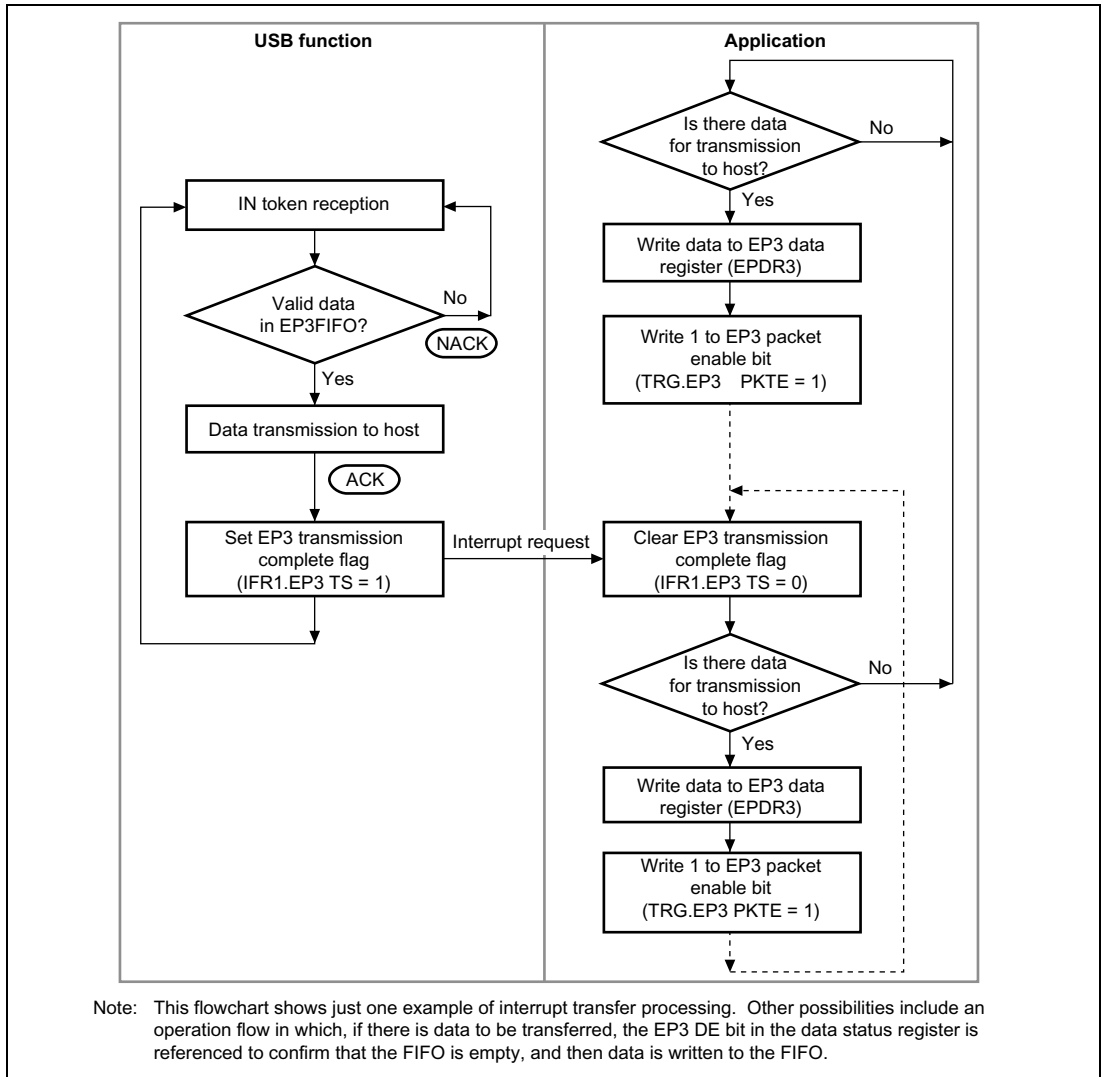 USB function
IN token reception
Valid data
in EP3FIFO?
No
NACK
Yes
Data transmission to host
ACK
Set EP3 transmission
complete flag
(IFR1.EP3 TS = 1)
Interrupt request
Application
Is there data
for transmission
to host?
No
Yes
Write data to EP3 data
register (EPDR3)
Write 1 to EP3 packet
enable bit
(TRG.EP3 PKTE = 1)
Clear EP3 transmission
complete flag
(IFR1.EP3 TS = 0)
Is there data
for transmission
to host?
No
Yes
Write data to EP3 data
register (EPDR3)
Write 1 to EP3 packet
enable bit
(TRG.EP3 PKTE = 1)
Note: This flowchart shows just one example of interrupt transfer processing. Other possibilities include an
operation flow in which, if there is data to be transferred, the EP3 DE bit in the data status register is
referenced to confirm that the FIFO is empty, and then data is written to the FIFO.